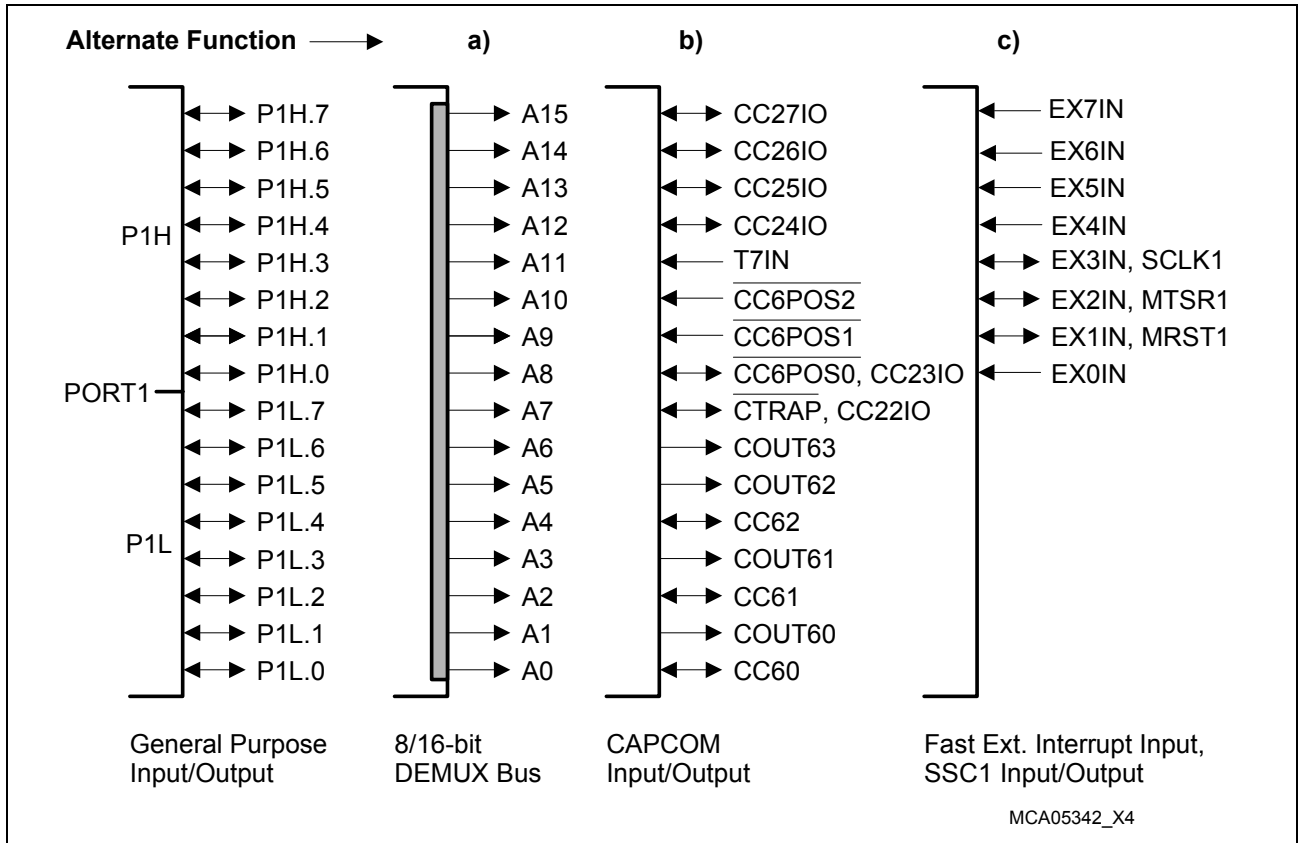 Alternate Function a) b) c)
P1H.7 A15 CC27IO EX7IN
P1H.6 A14 CC26IO EX6IN
P1H.5 A13 CC25IO EX5IN
P1H.4 A12 CC24IO EX4IN
P1H
P1H.3 A11 T7IN EX3IN, SCLK1
P1H.2 A10 CC6POS2 EX2IN, MTSR1
P1H.1 A9 CC6POS1 EX1IN, MRST1
P1H.0 A8 CC6POS0, CC23IO EX0IN
PORT1
P1L.7 A7 CTRAP, CC22IO
P1L.6 A6 COUT63
P1L.5 A5 COUT62
P1L.4 A4 CC62
P1L
P1L.3 A3 COUT61
P1L.2 A2 CC61
P1L.1 A1 COUT60
P1L.0 A0 CC60
General Purpose 8/16-bit CAPCOM Fast Ext. Interrupt Input,
Input/Output DEMUX Bus Input/Output SSC1 Input/Output
MCA05342_X4